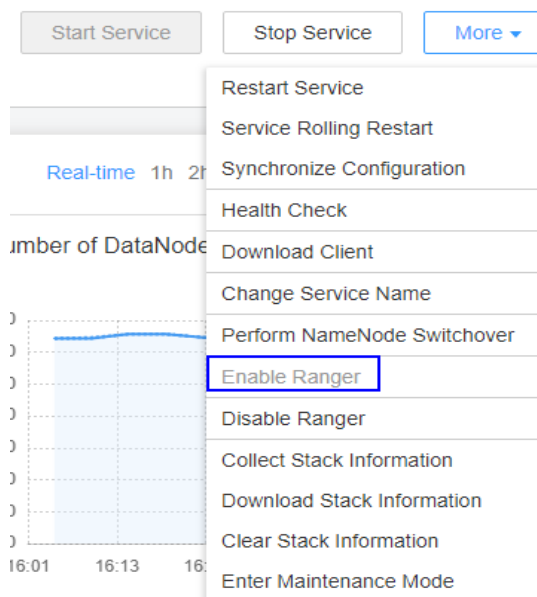 Start Service Stop Service More
Restart Service
Service Rolling Restart
Real-time 1h 2h Synchronize Configuration
Health Check
umber of DataNode Download Client
Change Service Name
Perform NameNode Switchover
Enable Ranger
Disable Ranger
Collect Stack Information
Download Stack Information
Clear Stack Information
16:01 16:13 16:
Enter Maintenance Mode